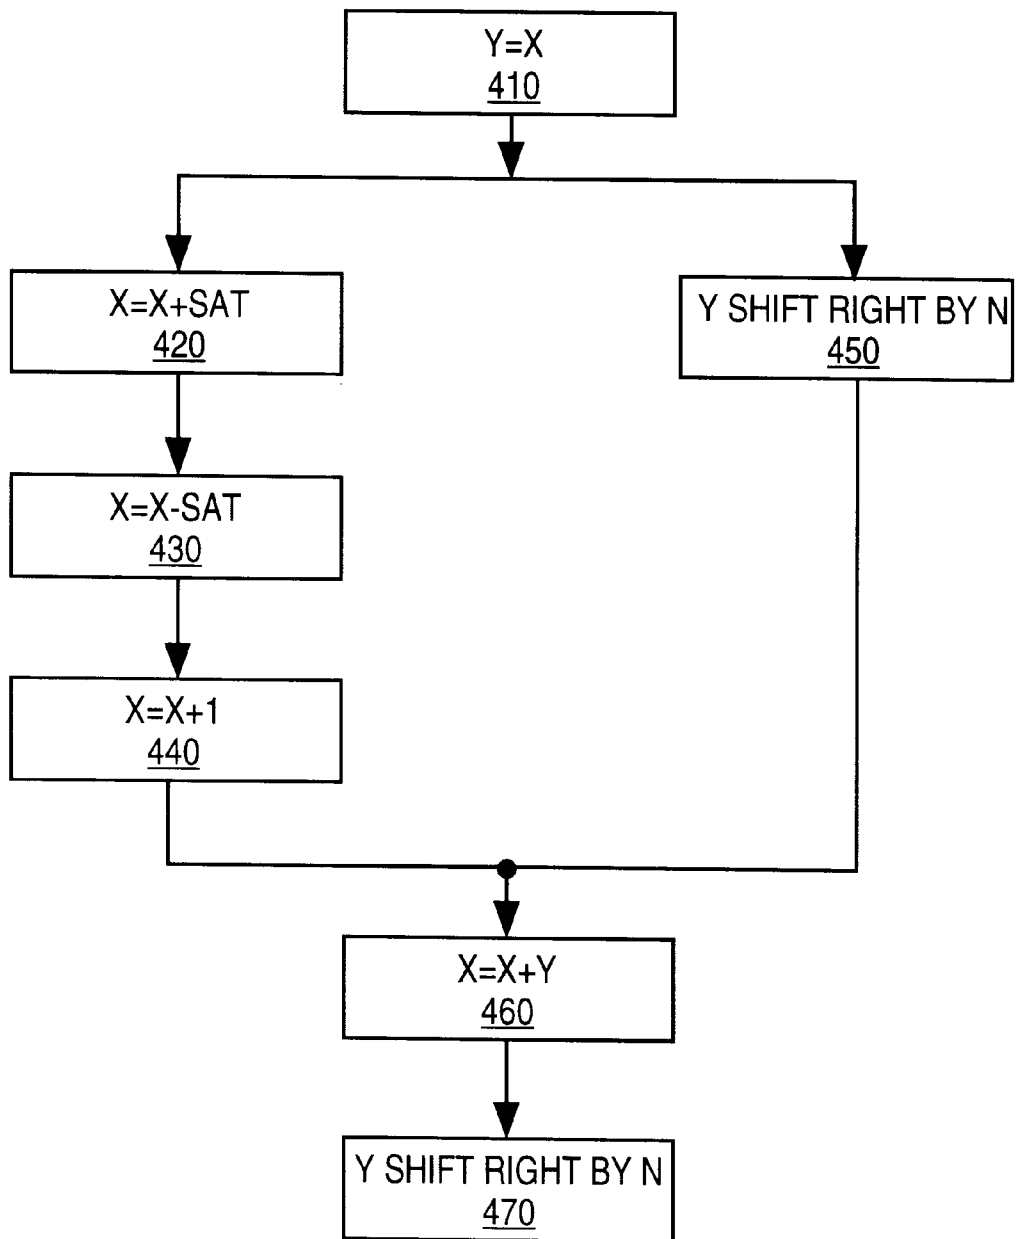 Y=X
410
X=X+SAT
420
Y SHIFT RIGHT BY N
450
X=X-SAT
430
X=X+1
440
X=X+Y
460
Y SHIFT RIGHT BY N
470